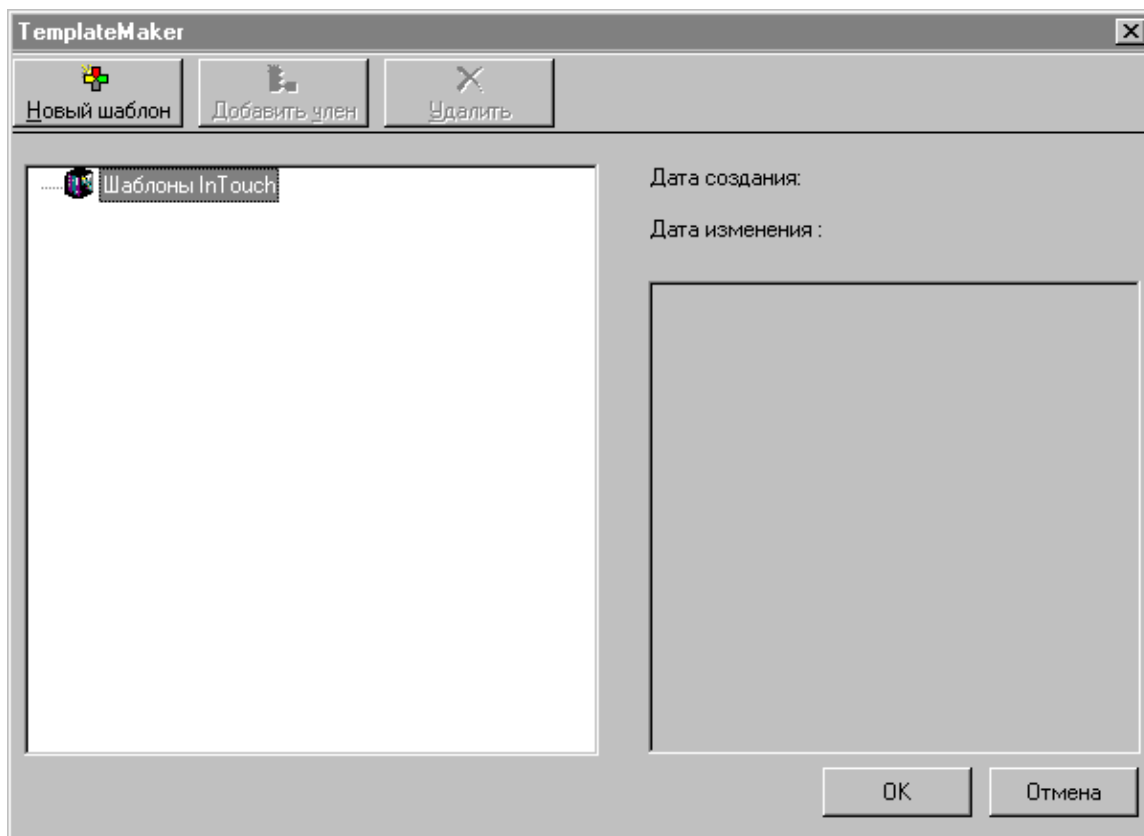 TemplateMaker
Новый шаблон
Добавить член
Удалить
Шаблоны InTouch
Дата создания:
Дата изменения :
OK
Отмена